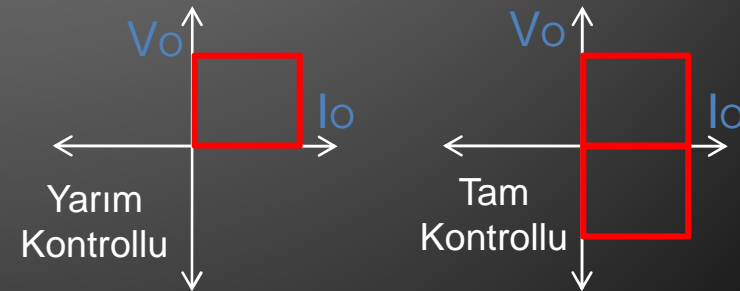 Vo
Io
Yarım
Kontrollu
Vo
Io
Tam
Kontrollu